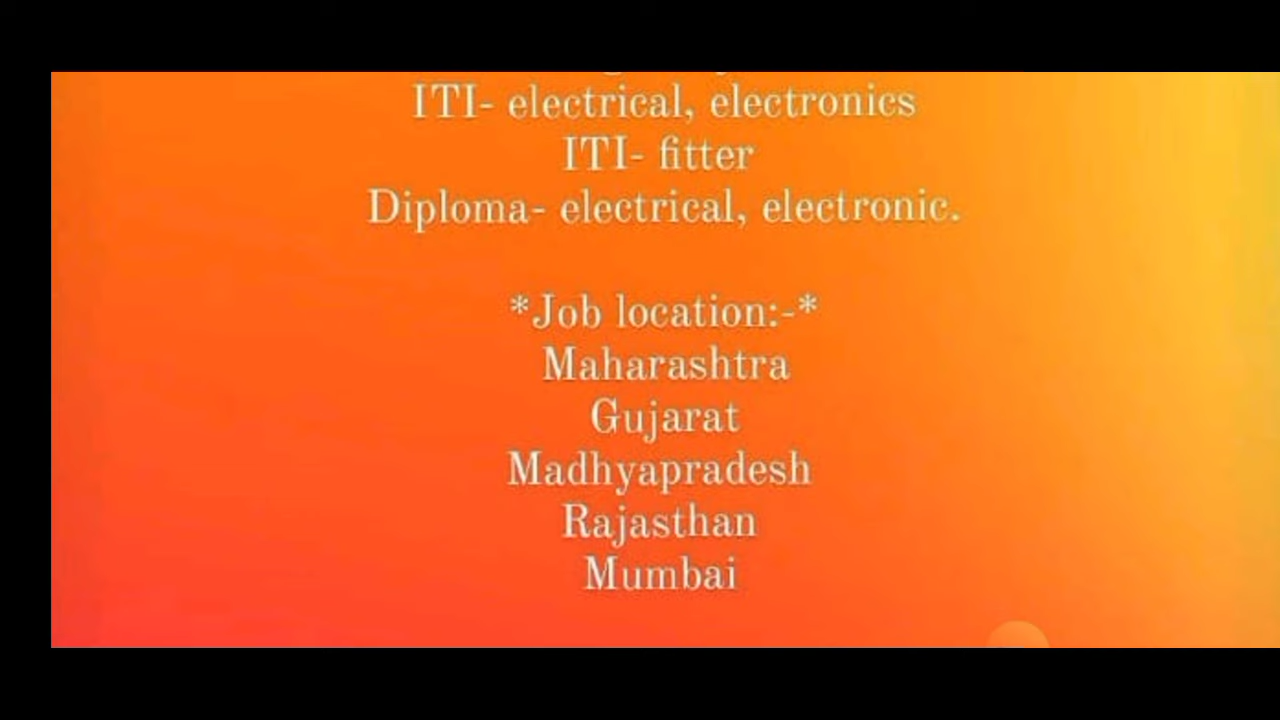 ITI- electrical, electronics
ITI- fitter
Diploma- electrical, electronic.
*Job location:-*
Maharashtra
Gujarat
Madhyapradesh
Rajasthan
Mumbai